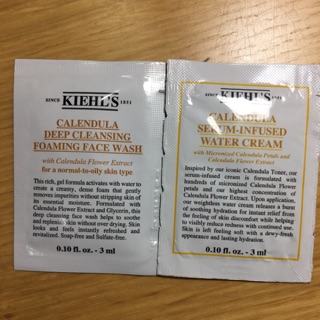 SINCE KIEHL'S 1851
CALENDULA
DEEP CLEANSING
FOAMING FACE WASH
with Calendula Flower Extract
for a normal-to-oily skin type
This rich, gel formula activates with water to
create a creamy, dense foam that gently
removes impurities without stripping skin of
its essential moisture. Formulated with
Calendula Flower Extract and Glycerin, this
deep cleansing face wash helps to soothe
and replenish skin without over-drying. Skin
looks and feels instantly refreshed and
revitalized. Soap-free and Sulfate-free.
0.10 fl. oz. - 3 ml
SINCE KIEHL'S 1851
CALENDULA
SERUM-INFUSED
WATER CREAM
with Micronized Calendula Petals and
Calendula Flower Extract
Inspired by our iconic Calendula Toner, our
serum-infused cream is formulated with
hundreds of micronized Calendula Flower
petals and our highest concentration of
Calendula Flower Extract. Upon application,
our weightless water cream releases a burst
of soothing hydration for instant relief from
the feeling of skin discomfort while helping
to visibly reduce redness with continued use.
Skin is left feeling soft with a dewy-fresh
appearance and lasting hydration.
0.10 fl. oz. - 3 ml